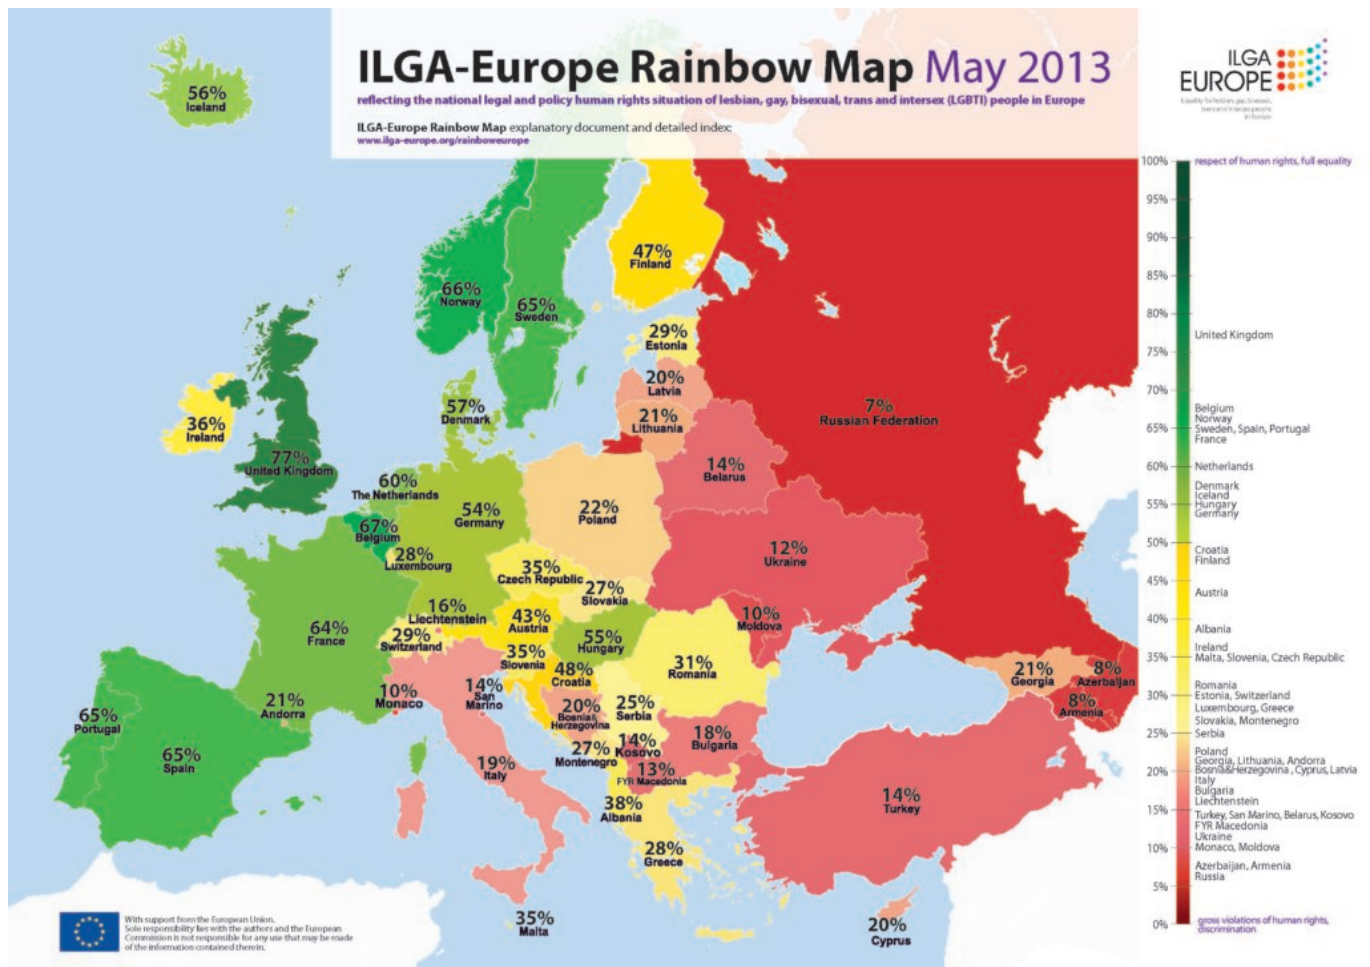 ILGA-Europe Rainbow Map May 2013
reflecting the national legal and policy human rights situation of lesbian, gay, bisexual, trans and intersex (LGBTI) people in Europe
ILGA-Europe Rainbow Map explanatory document and detailed index:
www.ilga-europe.org/rainboweurope
ILGA
EUROPE
Equality for lesbian, gay, bisexual,
trans and intersex people
in Europe
56%
Iceland
47%
Finland
66%
Norway
65%
Sweden
29%
Estonia
20%
Latvia
21%
Lithuania
7%
Russian Federation
57%
Denmark
36%
Ireland
77%
United Kingdom
14%
Belarus
60%
The Netherlands
54%
Germany
22%
Poland
67%
Belgium
28%
Luxembourg
12%
Ukraine
35%
Czech Republic
27%
Slovakia
16%
Liechtenstein
43%
Austria
10%
Moldova
64%
France
29%
Switzerland
55%
Hungary
35%
Slovenia
48%
Croatia
31%
Romania
21%
Georgia
8%
Azerbaijan
8%
Armenia
21%
Andorra
10%
Monaco
14%
San
Marino
20%
Bosnia&
Herzegovina
25%
Serbia
65%
Portugal
65%
Spain
27%
Montenegro
14%
Kosovo
18%
Bulgaria
19%
Italy
13%
FYR Macedonia
38%
Albania
14%
Turkey
28%
Greece
35%
Malta
20%
Cyprus
100%
respect of human rights, full equality
95%
90%
85%
80%
United Kingdom
75%
70%
Belgium
Norway
65%
Sweden, Spain, Portugal
France
60%
Netherlands
Denmark
Iceland
55%
Hungary
Germany
50%
Croatia
Finland
45%
Austria
40%
Albania
Ireland
35%
Malta, Slovenia, Czech Republic
Romania
30%
Estonia, Switzerland
Luxembourg, Greece
Slovakia, Montenegro
25%
Serbia
Poland
Georgia, Lithuania, Andorra
20%
Bosnia&Herzegovina , Cyprus, Latvia
Italy
Bulgaria
Liechtenstein
15%
Turkey, San Marino, Belarus, Kosovo
FYR Macedonia
Ukraine
10%
Monaco, Moldova
Azerbaijan, Armenia
Russia
5%
0%
gross violations of human rights,
discrimination
With support from the European Union.
Sole responsibility lies with the authors and the European
Commission is not responsible for any use that may be made
of the information contained therein.